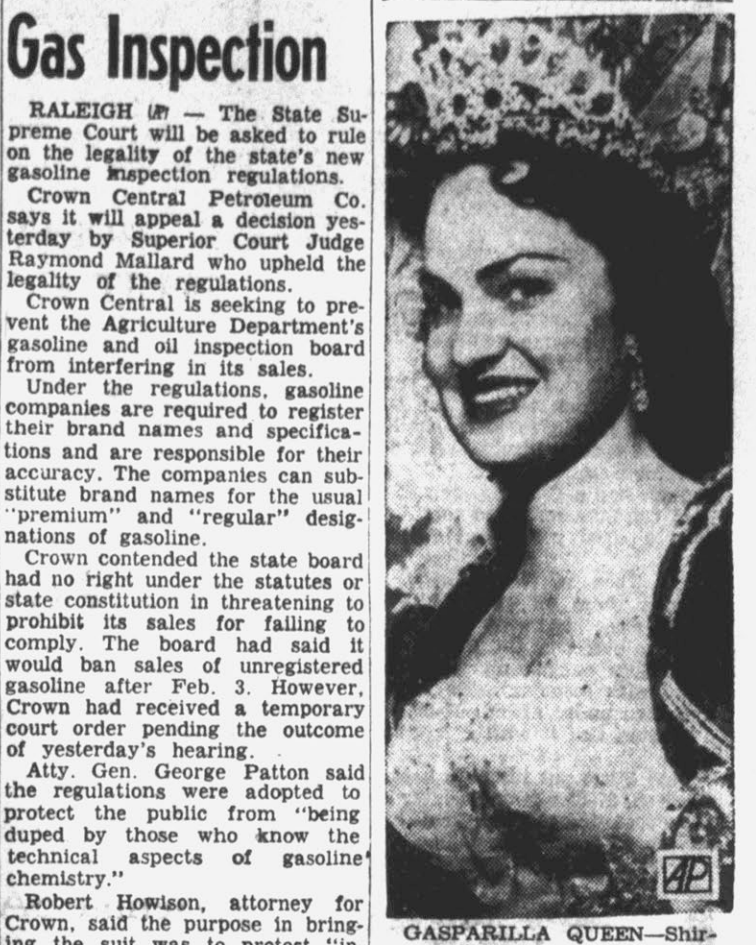 Gas Inspection
RALEIGH (AP) — The State Su-
preme Court will be asked to rule
on the legality of the state's new
gasoline inspection regulations.
Crown Central Petroleum Co.
says it will appeal a decision yes-
terday by Superior Court Judge
Raymond Mallard who upheld the
legality of the regulations.
Crown Central is seeking to pre-
vent the Agriculture Department's
gasoline and oil inspection board
from interfering in its sales.
Under the regulations, gasoline
companies are required to register
their brand names and specifica-
tions and are responsible for their
accuracy. The companies can sub-
stitute brand names for the usual
"premium" and "regular" desig-
nations of gasoline.
Crown contended the state board
had no right under the statutes or
state constitution in threatening to
prohibit its sales for failing to
comply. The board had said it
would ban sales of unregistered
gasoline after Feb. 3. However,
Crown had received a temporary
court order pending the outcome
of yesterday's hearing.
Atty. Gen. George Patton said
the regulations were adopted to
protect the public from "being
duped by those who know the
technical aspects of gasoline
chemistry."
Robert Howison, attorney for
Crown, said the purpose in bring-
ing the suit was to protest "in
AP
GASPARILLA QUEEN—Shir-